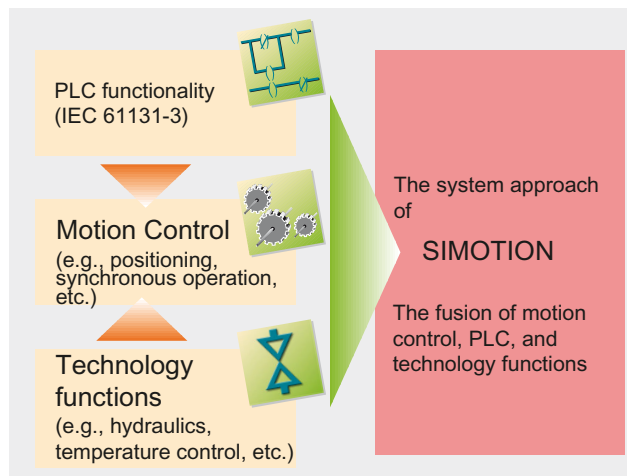 PLC functionality
(IEC 61131-3)
Motion Control
(e.g., positioning,
synchronous operation,
etc.)
Technology
functions
(e.g., hydraulics,
temperature control, etc.)
The system approach
of
SIMOTION
The fusion of motion
control, PLC, and
technology functions